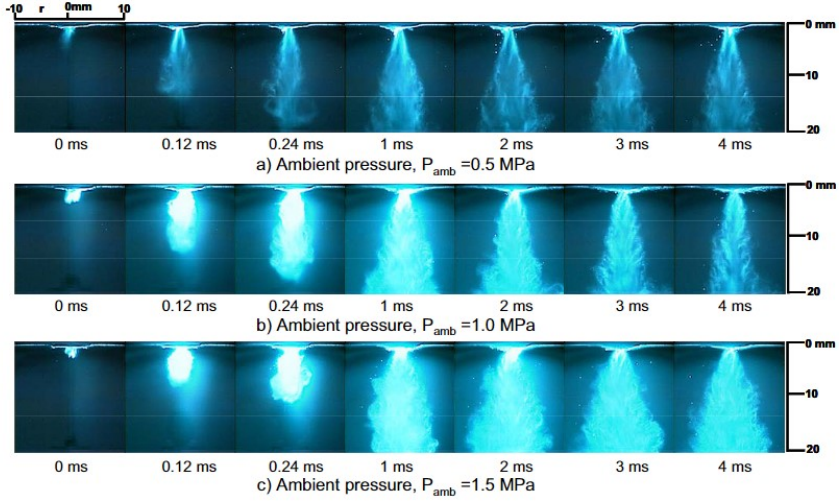 -10 r 0mm 10
0 mm
10
20
0 ms 0.12 ms 0.24 ms 1 ms 2 ms 3 ms 4 ms
a) Ambient pressure, Pamb =0.5 MPa
0 mm
10
20
0 ms 0.12 ms 0.24 ms 1 ms 2 ms 3 ms 4 ms
b) Ambient pressure, Pamb =1.0 MPa
0 mm
10
20
0 ms 0.12 ms 0.24 ms 1 ms 2 ms 3 ms 4 ms
c) Ambient pressure, Pamb =1.5 MPa